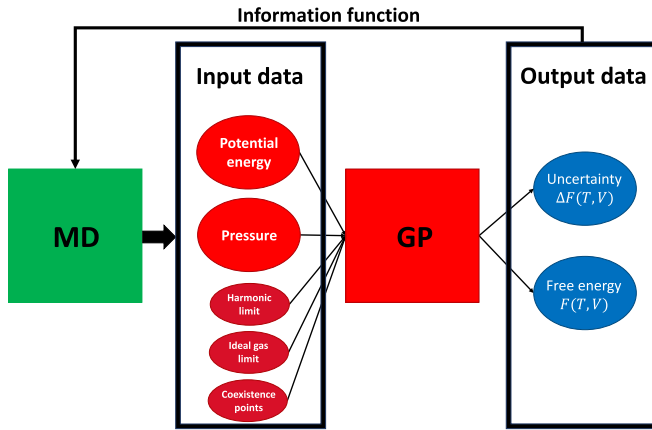 Information function
Input data
Output data
Potential
energy
Pressure
Harmonic
limit
Ideal gas
limit
Coexistence
points
MD
GP
Uncertainty
ΔF(T, V)
Free energy
F(T, V)